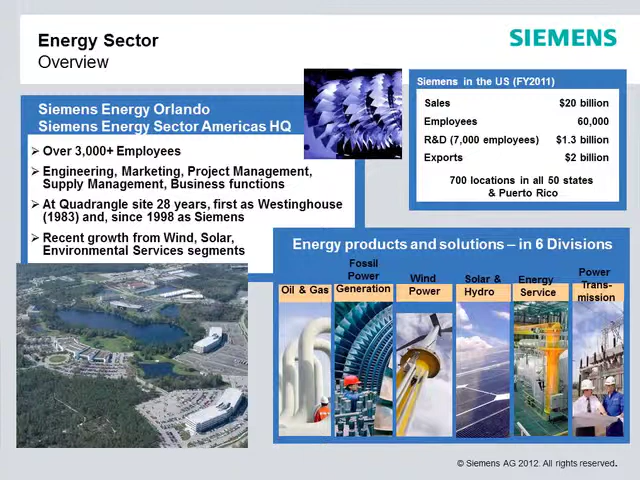 Energy Sector
Overview
SIEMENS
Siemens Energy Orlando
Siemens Energy Sector Americas HQ
➢ Over 3,000+ Employees
➢ Engineering, Marketing, Project Management,
Supply Management, Business functions
➢ At Quadrangle site 28 years, first as Westinghouse
(1983) and, since 1998 as Siemens
➢ Recent growth from Wind, Solar,
Environmental Services segments
Siemens in the US (FY2011)
Sales $20 billion
Employees 60,000
R&D (7,000 employees) $1.3 billion
Exports $2 billion
700 locations in all 50 states
& Puerto Rico
Energy products and solutions – in 6 Divisions
Oil & Gas
Fossil
Power
Generation
Wind
Power
Solar &
Hydro
Energy
Service
Power
Trans-
mission
© Siemens AG 2012. All rights reserved.